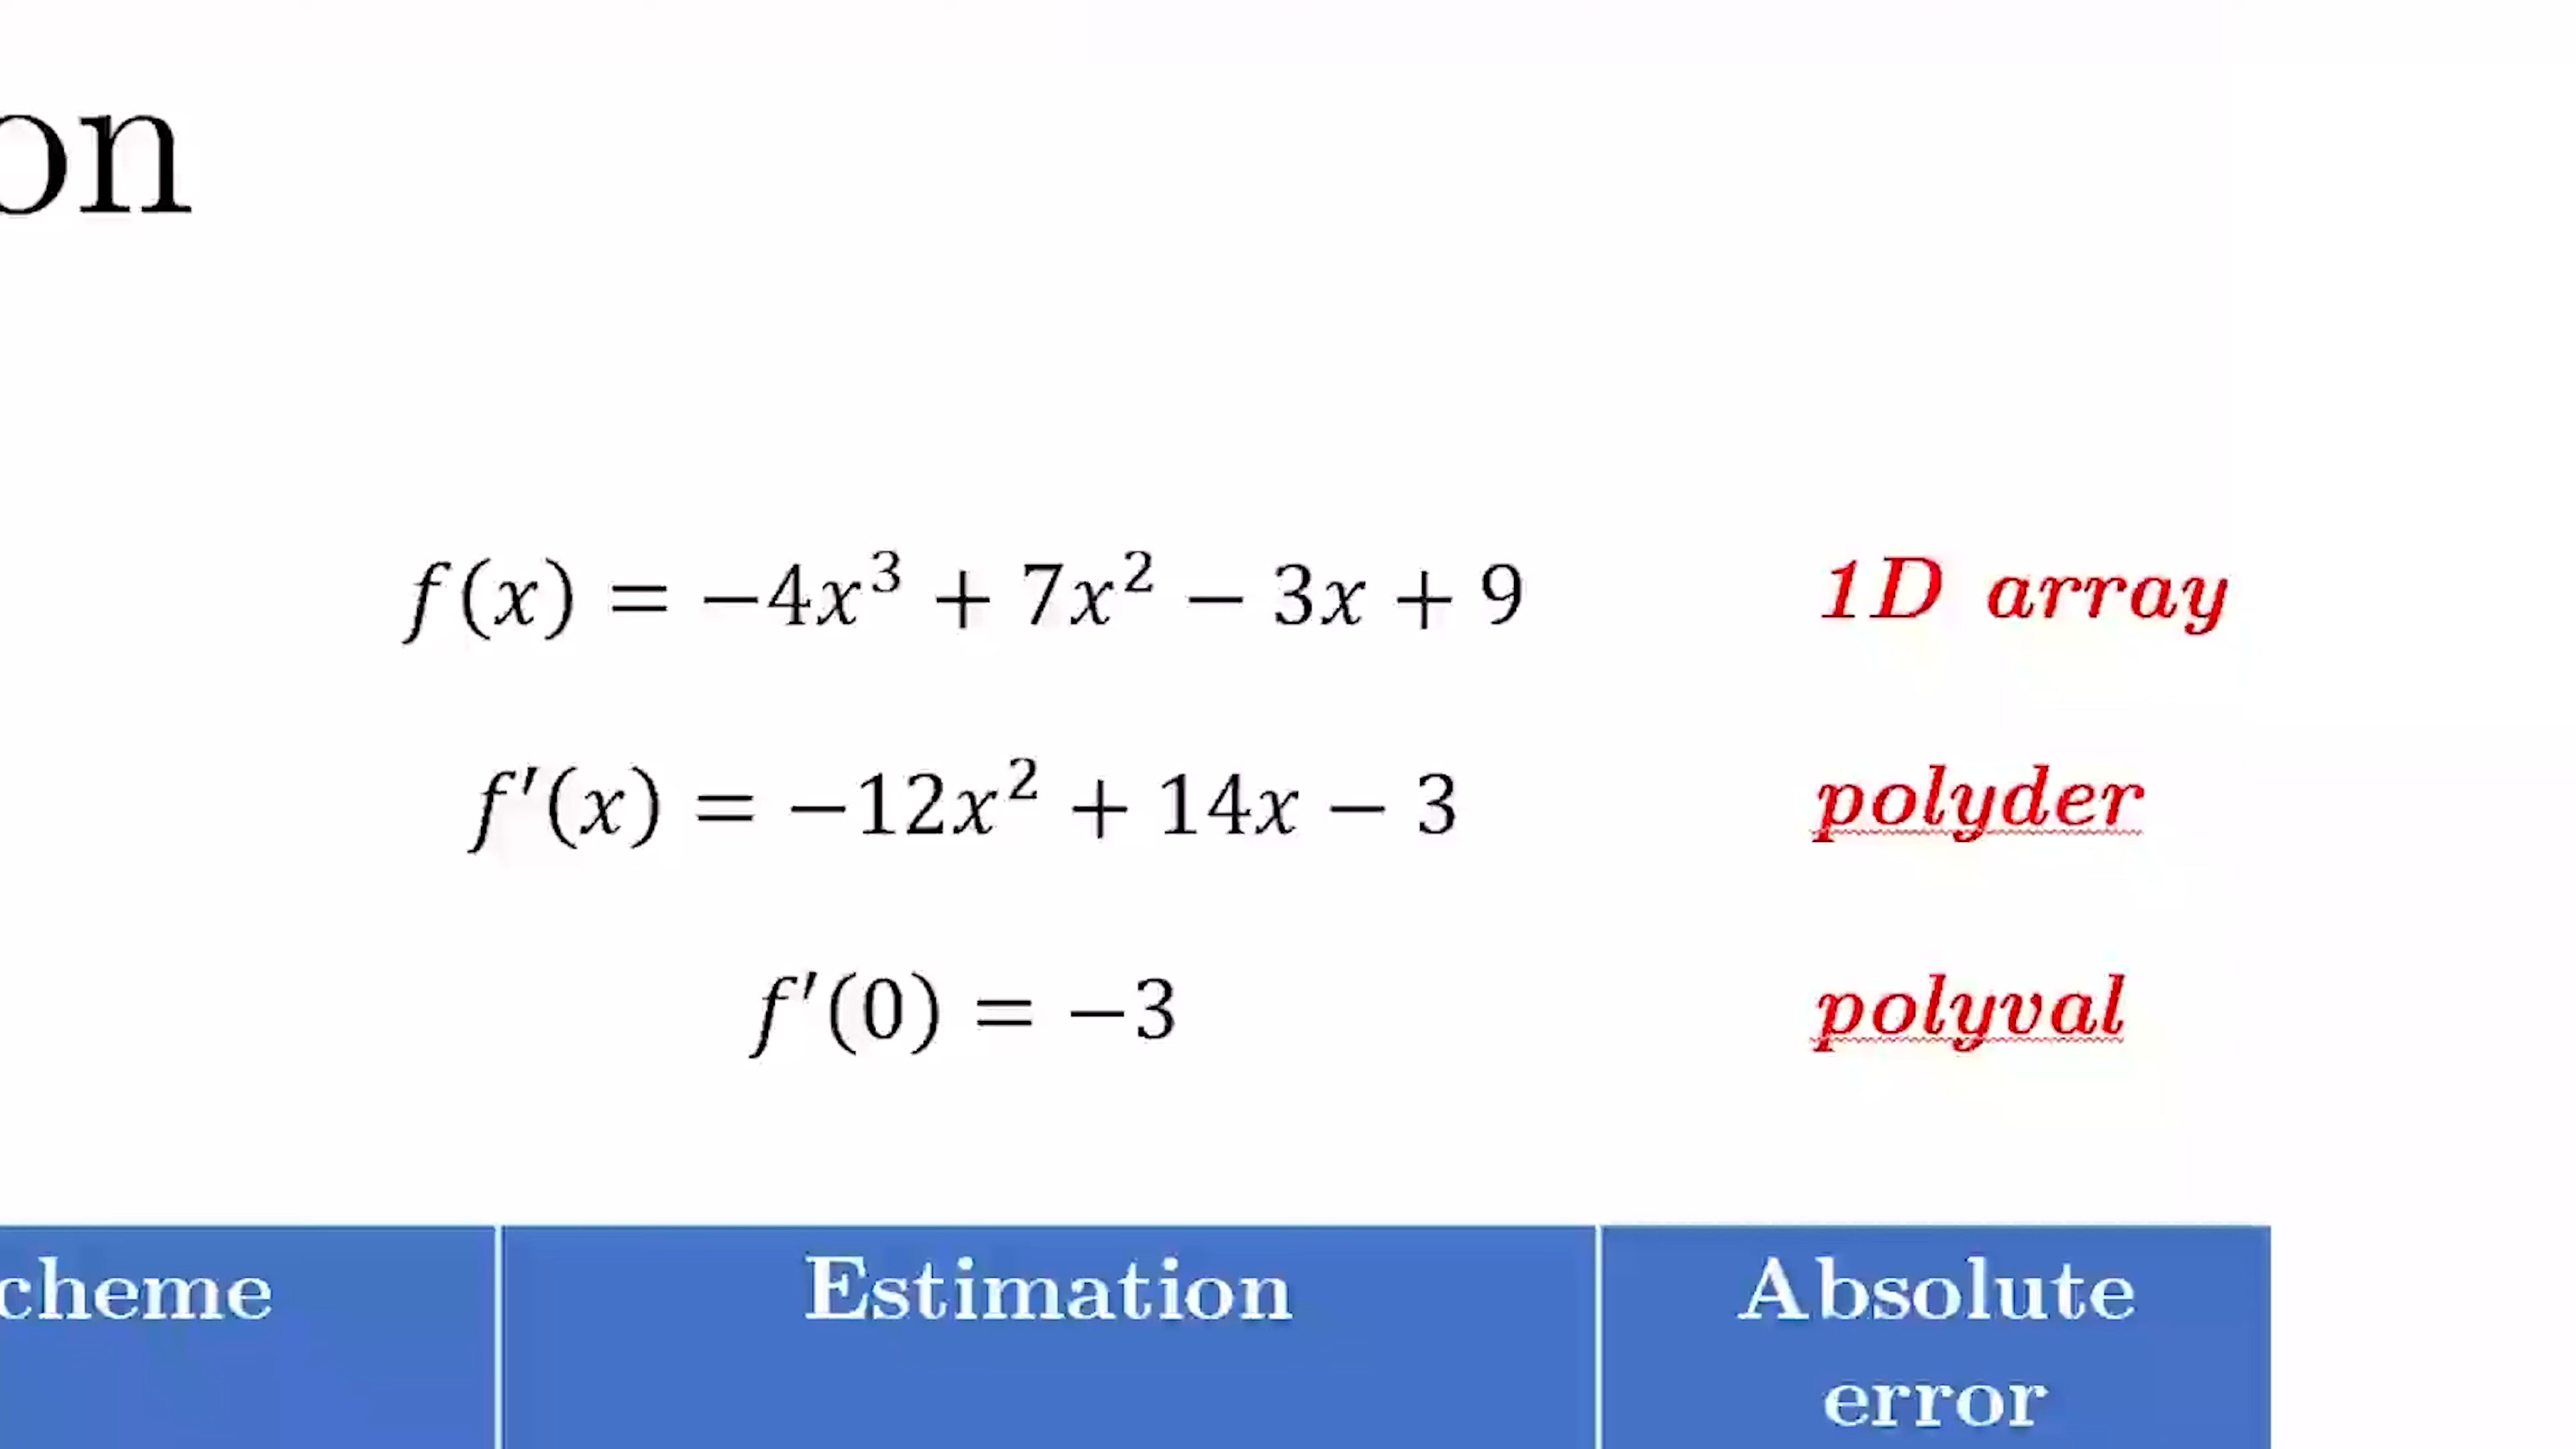 on
f(x) = −4x³ + 7x² − 3x + 9 1D array
f′(x) = −12x² + 14x − 3 polyder
f′(0) = −3 polyval
cheme Estimation Absolute
error